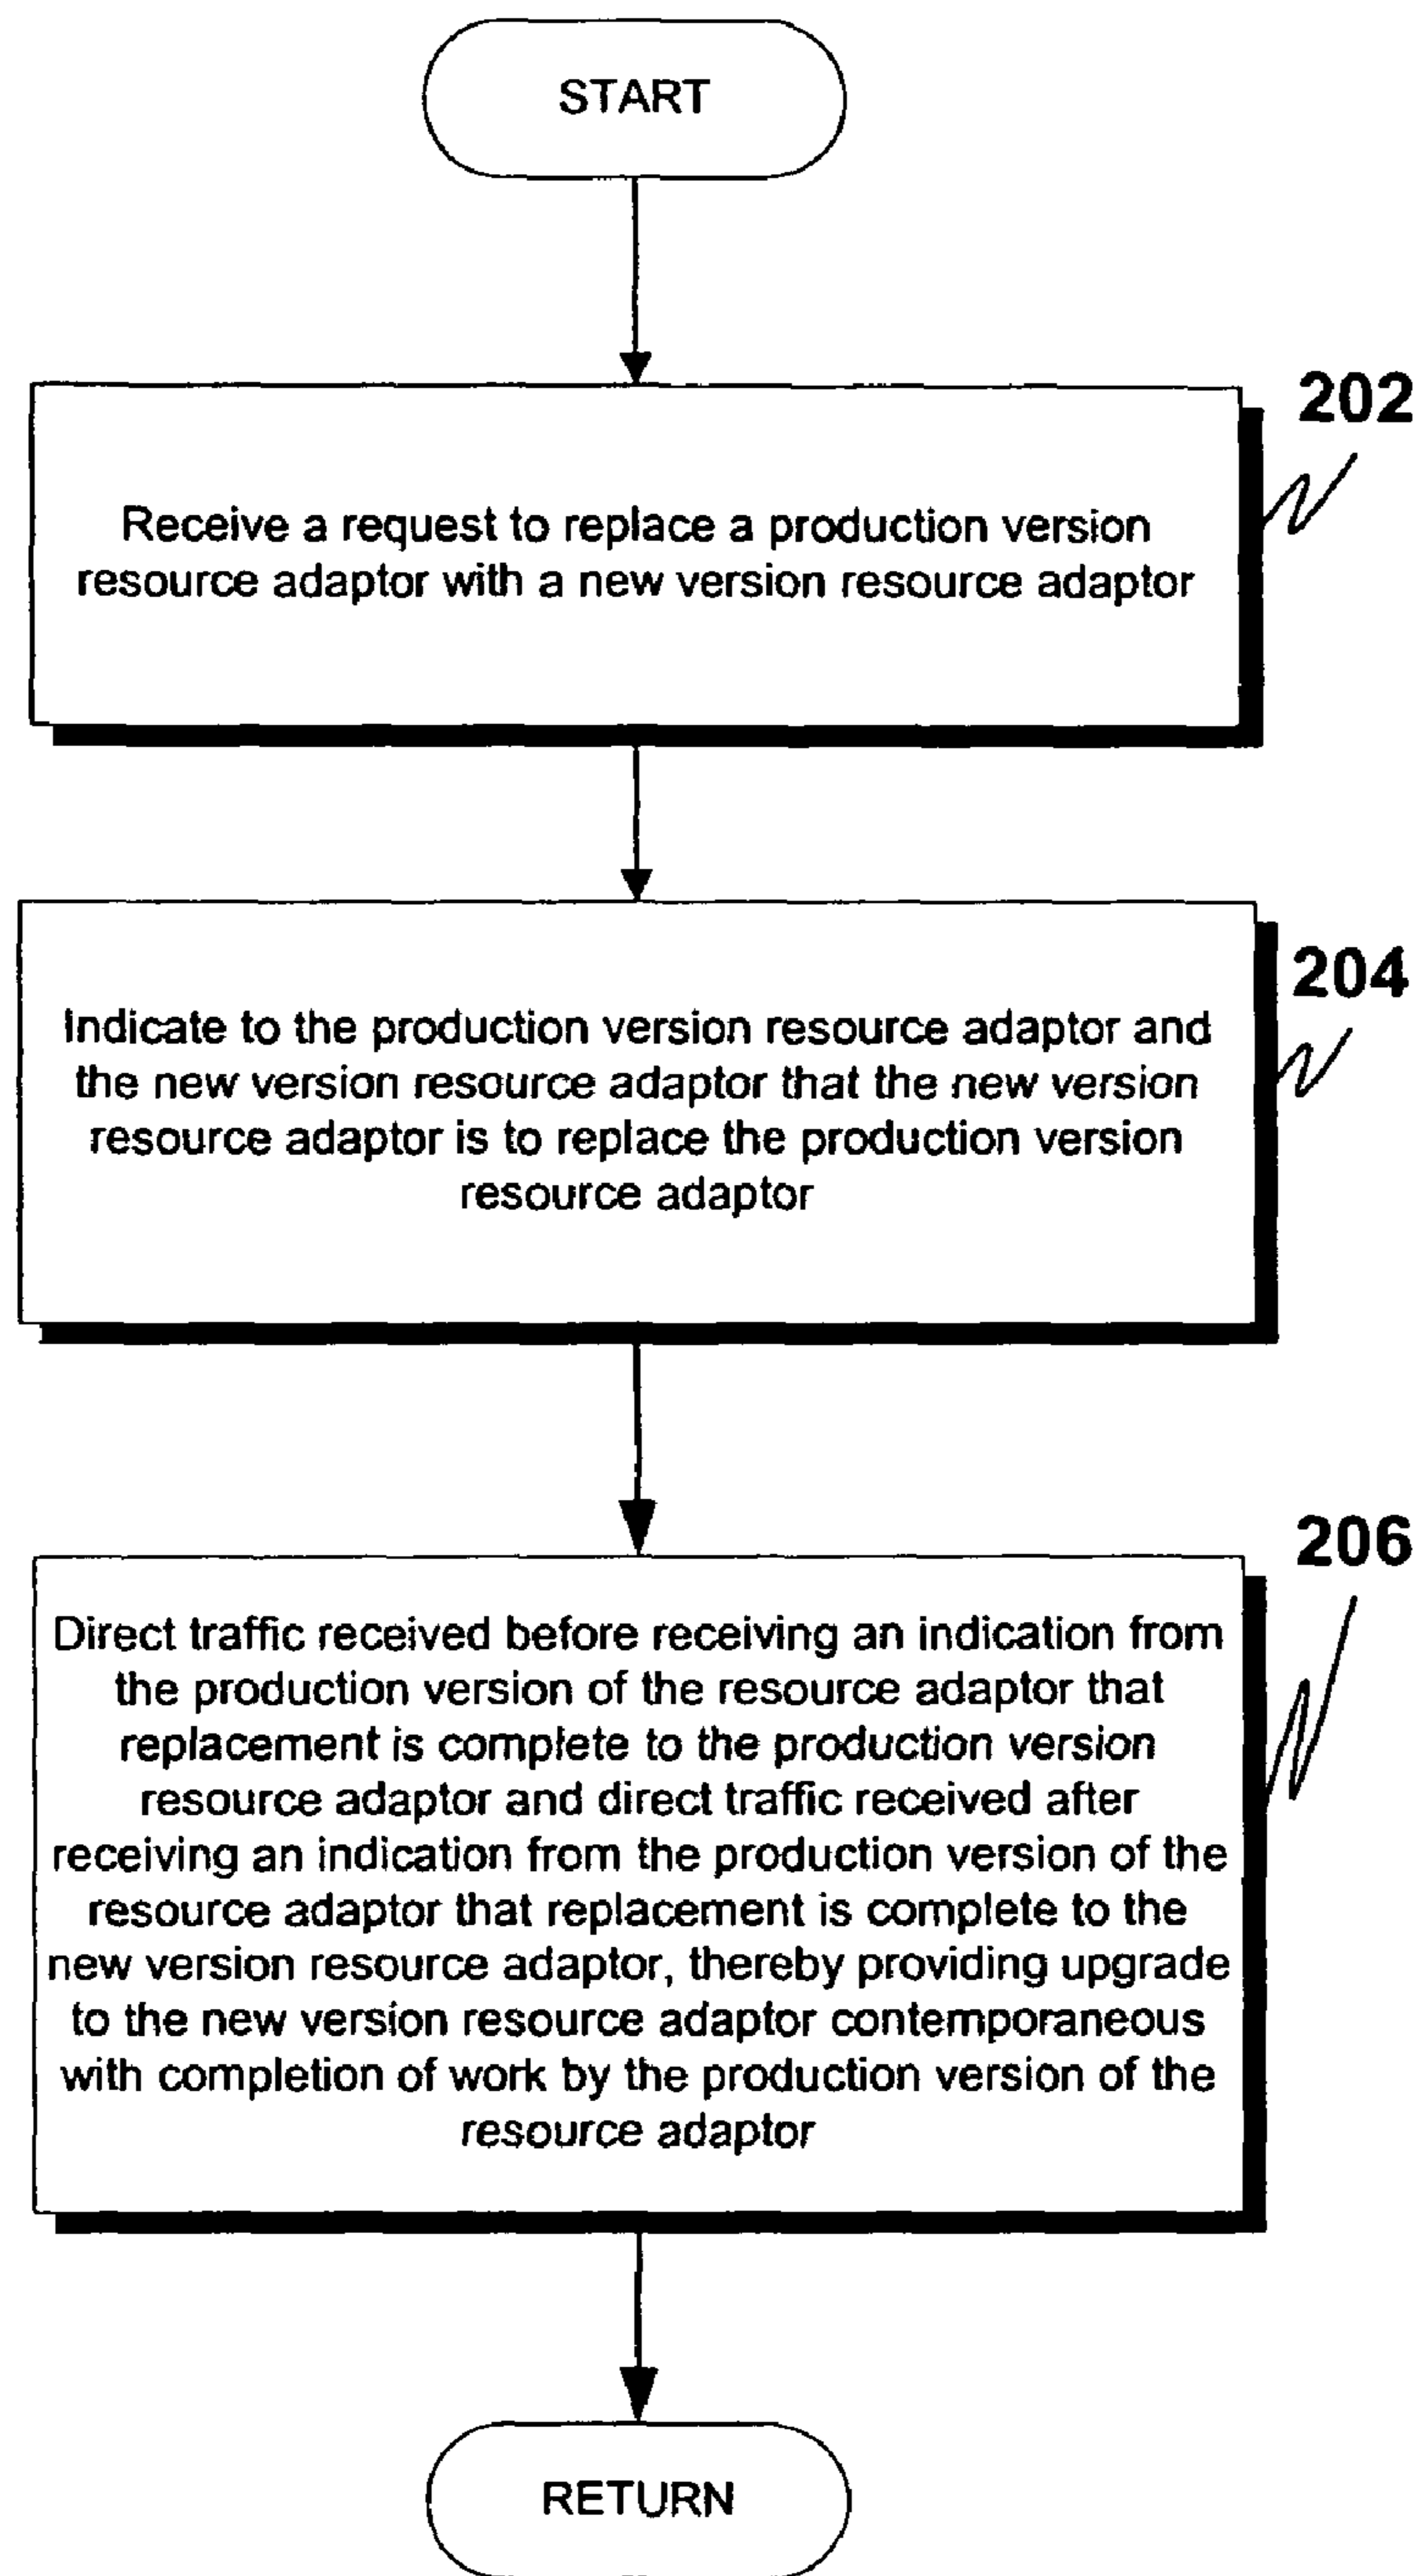 START
202
Receive a request to replace a production version
resource adaptor with a new version resource adaptor
204
Indicate to the production version resource adaptor and
the new version resource adaptor that the new version
resource adaptor is to replace the production version
resource adaptor
206
Direct traffic received before receiving an indication from
the production version of the resource adaptor that
replacement is complete to the production version
resource adaptor and direct traffic received after
receiving an indication from the production version of the
resource adaptor that replacement is complete to the
new version resource adaptor, thereby providing upgrade
to the new version resource adaptor contemporaneous
with completion of work by the production version of the
resource adaptor
RETURN